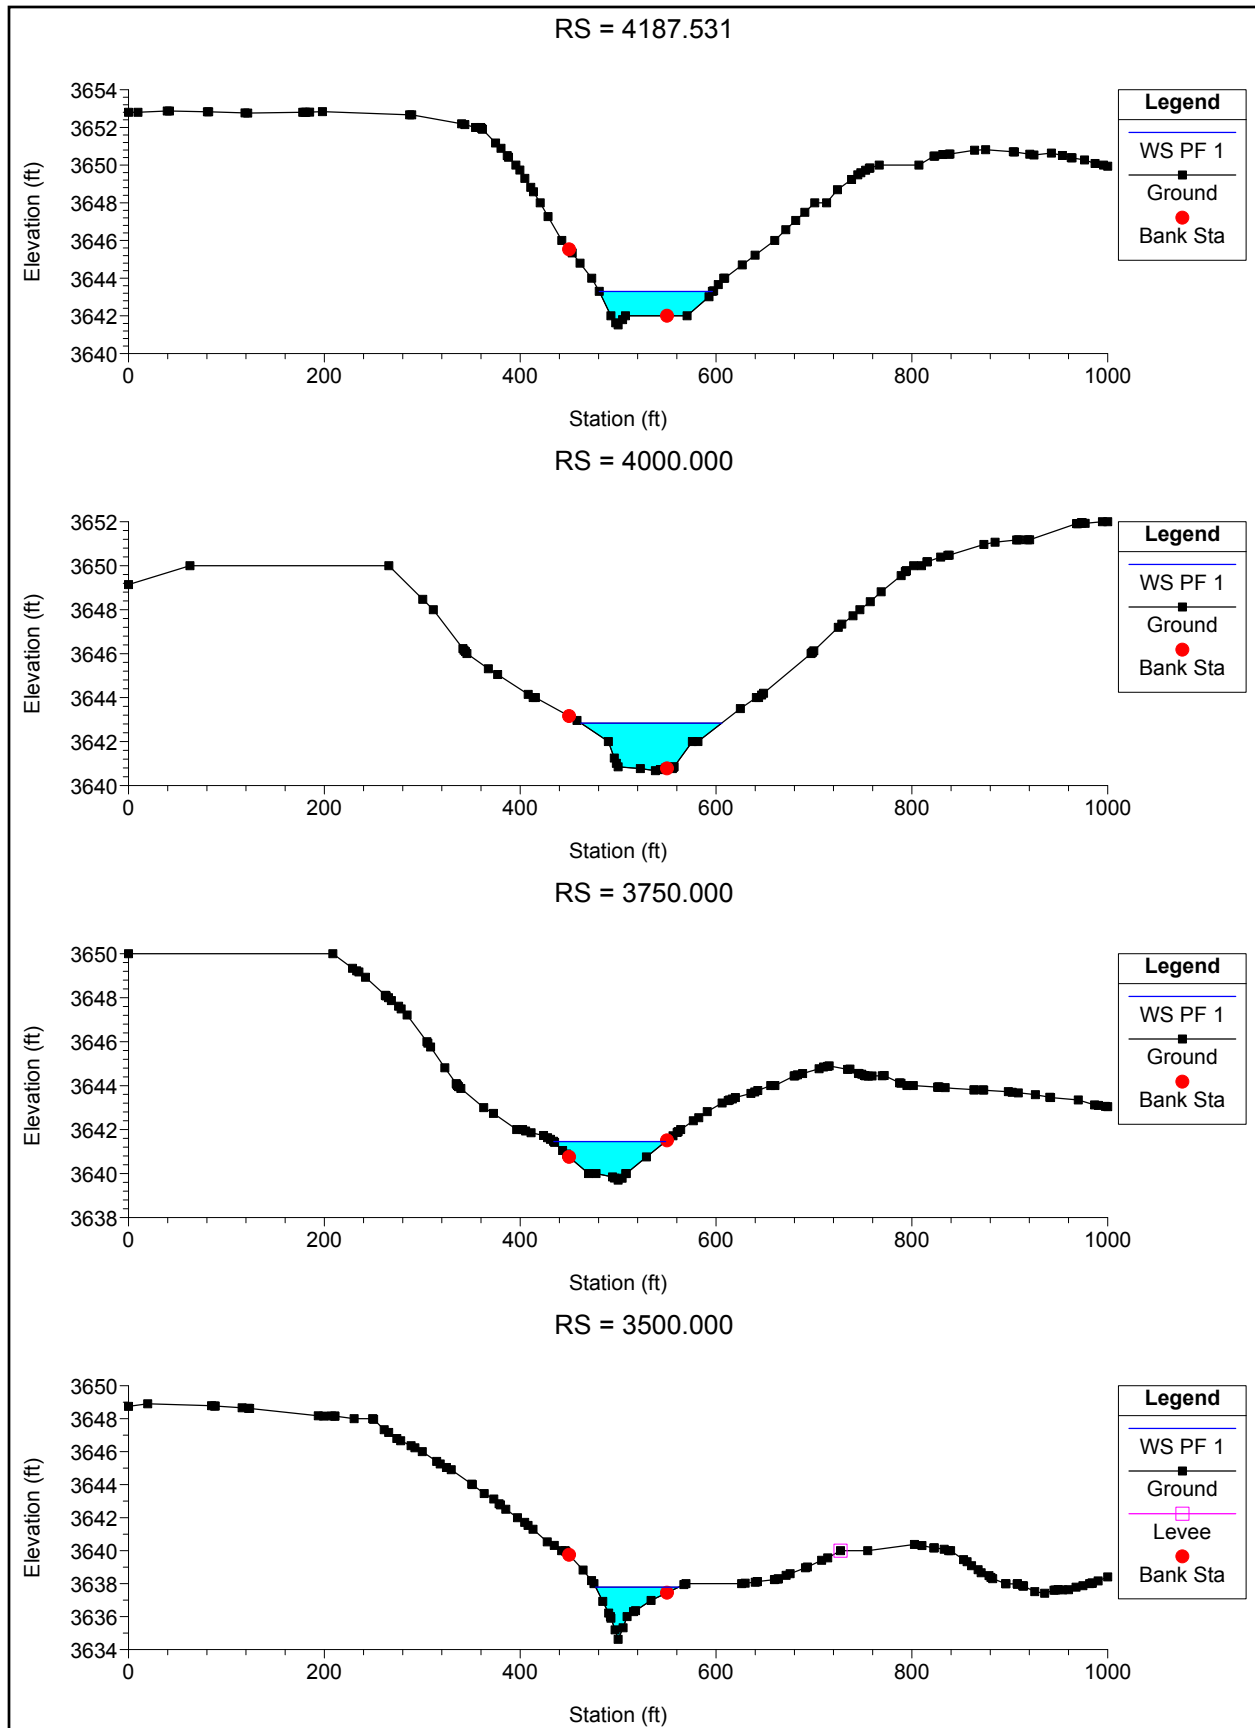 RS = 4187.531
Elevation (ft)
3654
3652
3650
3648
3646
3644
3642
3640
0 200 400 600 800 1000
Station (ft)
Legend
WS PF 1
Ground
Bank Sta
RS = 4000.000
Elevation (ft)
3652
3650
3648
3646
3644
3642
3640
0 200 400 600 800 1000
Station (ft)
Legend
WS PF 1
Ground
Bank Sta
RS = 3750.000
Elevation (ft)
3650
3648
3646
3644
3642
3640
3638
0 200 400 600 800 1000
Station (ft)
Legend
WS PF 1
Ground
Bank Sta
RS = 3500.000
Elevation (ft)
3650
3648
3646
3644
3642
3640
3638
3636
3634
0 200 400 600 800 1000
Station (ft)
Legend
WS PF 1
Ground
Levee
Bank Sta